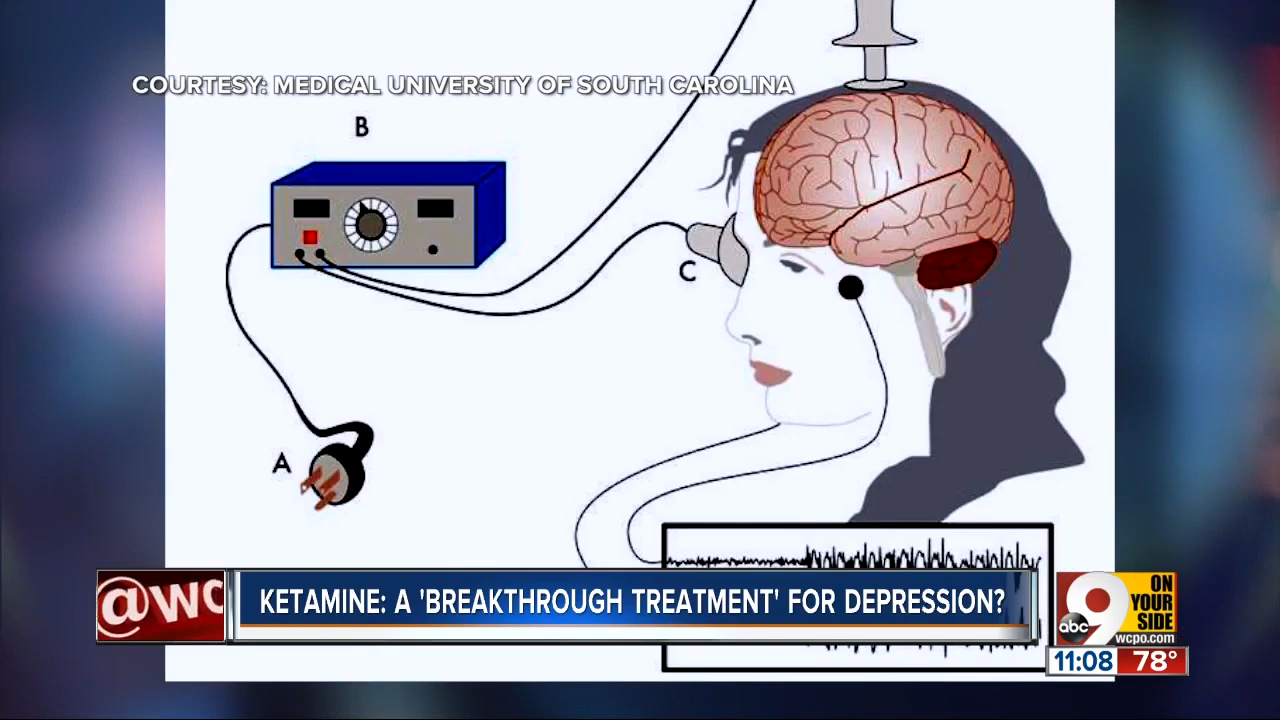 COURTESY: MEDICAL UNIVERSITY OF SOUTH CAROLINA
B
C
A
@WC
KETAMINE: A 'BREAKTHROUGH TREATMENT' FOR DEPRESSION?
abc 9
ON
YOUR
SIDE
wcpo.com
11:08 78°